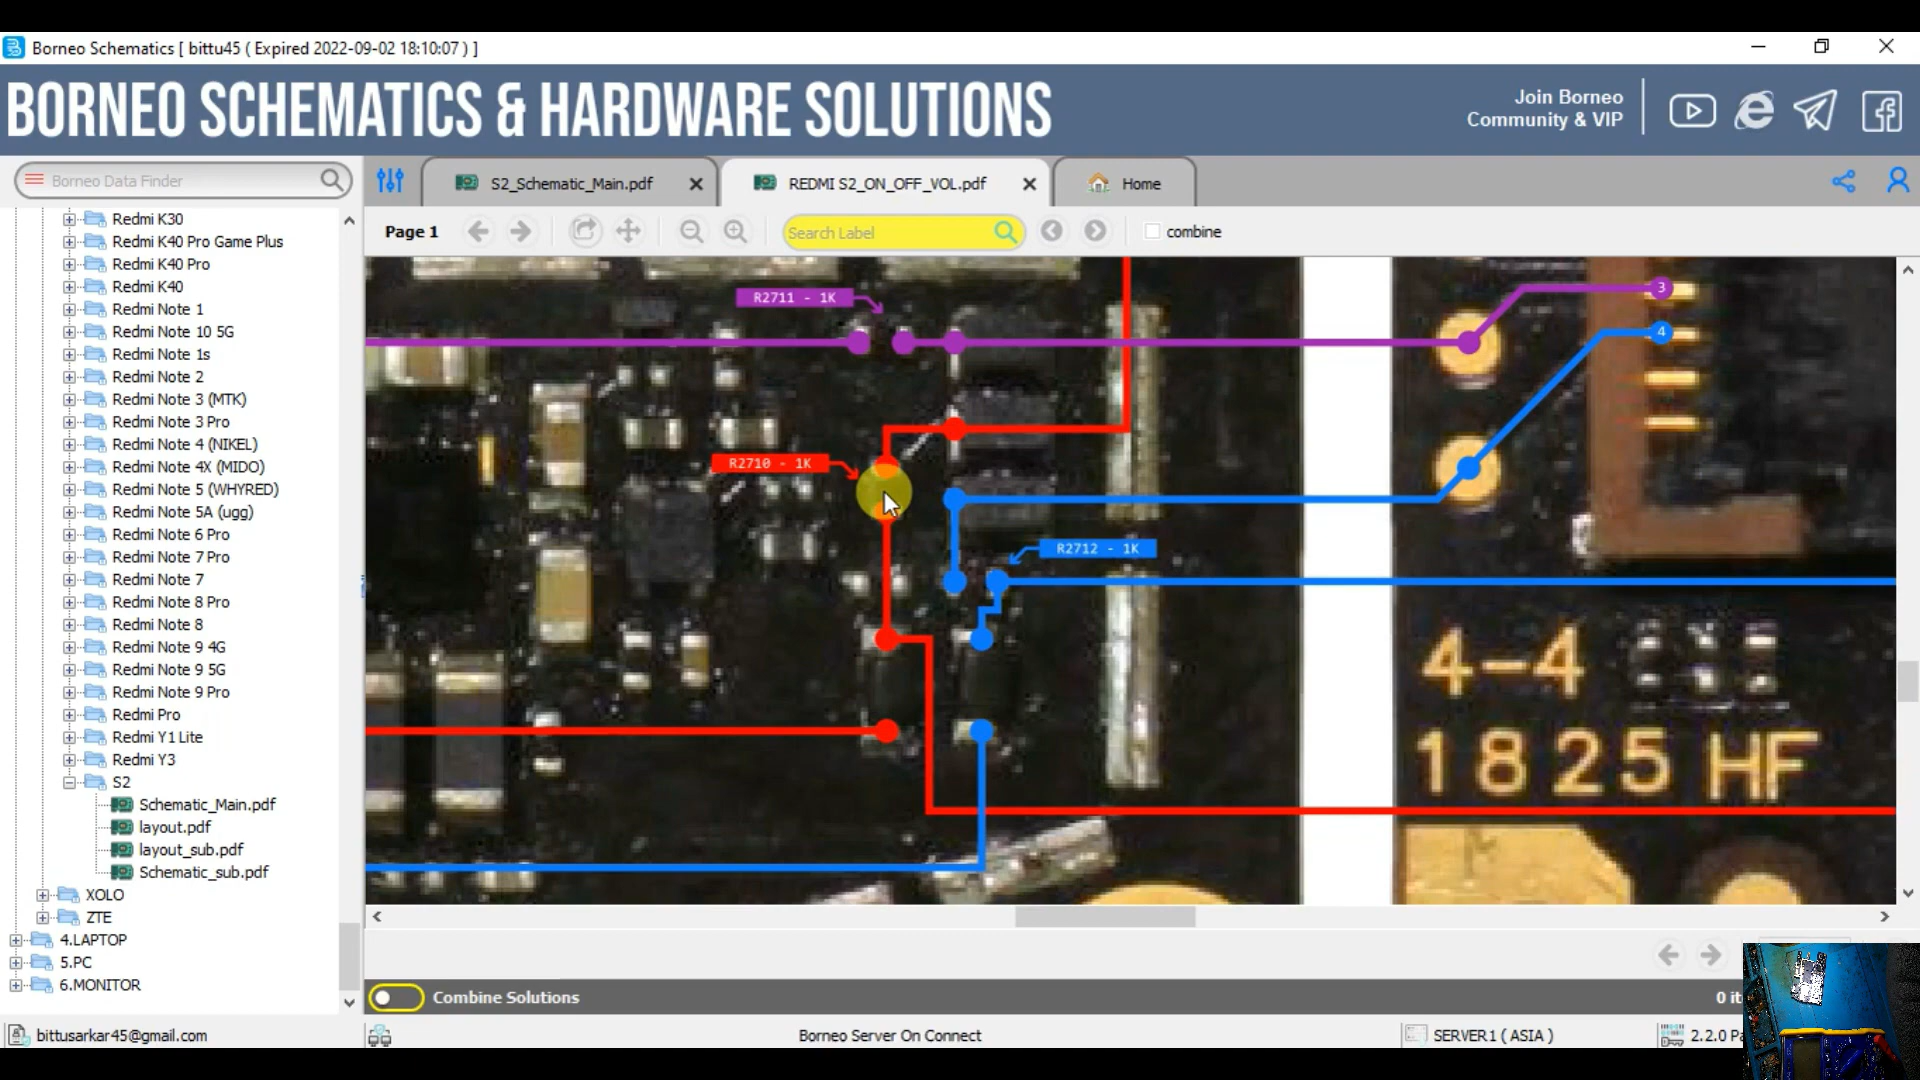 Borneo Schematics [ bittu45 ( Expired 2022-09-02 18:10:07 ) ]
BORNEO SCHEMATICS & HARDWARE SOLUTIONS
Join Borneo
Community & VIP
Borneo Data Finder
S2_Schematic_Main.pdf
REDMI S2_ON_OFF_VOL.pdf
Home
Page 1
Search Label
combine
Redmi K30
Redmi K40 Pro Game Plus
Redmi K40 Pro
Redmi K40
Redmi Note 1
Redmi Note 10 5G
Redmi Note 1s
Redmi Note 2
Redmi Note 3 (MTK)
Redmi Note 3 Pro
Redmi Note 4 (NIKEL)
Redmi Note 4X (MIDO)
Redmi Note 5 (WHYRED)
Redmi Note 5A (ugg)
Redmi Note 6 Pro
Redmi Note 7 Pro
Redmi Note 7
Redmi Note 8 Pro
Redmi Note 8
Redmi Note 9 4G
Redmi Note 9 5G
Redmi Note 9 Pro
Redmi Pro
Redmi Y1 Lite
Redmi Y3
S2
Schematic_Main.pdf
layout.pdf
layout_sub.pdf
Schematic_sub.pdf
XOLO
ZTE
4.LAPTOP
5.PC
6.MONITOR
R2711 - 1K
3
4
R2710 - 1K
R2712 - 1K
4-4
1825 HF
Combine Solutions
0 it
bittusarkar45@gmail.com
Borneo Server On Connect
SERVER1 ( ASIA )
2.2.0 Pa